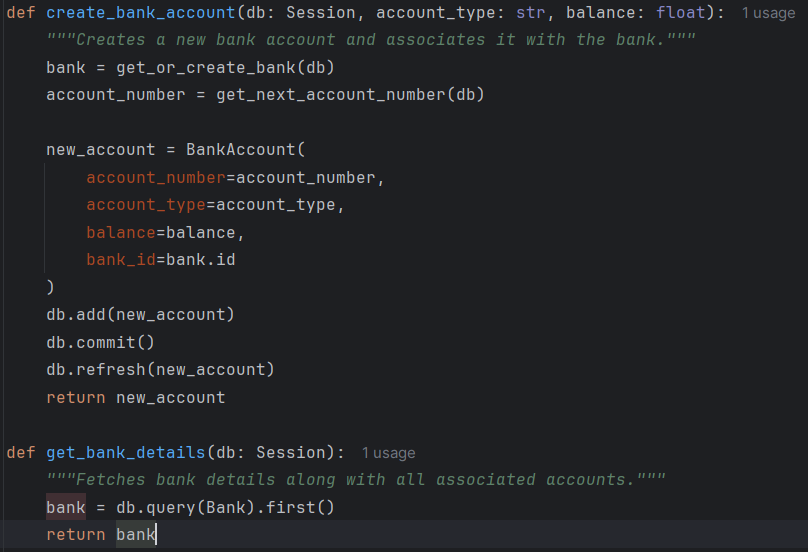 def create_bank_account(db: Session, account_type: str, balance: float): 1 usage
    """Creates a new bank account and associates it with the bank."""
    bank = get_or_create_bank(db)
    account_number = get_next_account_number(db)

    new_account = BankAccount(
        account_number=account_number,
        account_type=account_type,
        balance=balance,
        bank_id=bank.id
    )
    db.add(new_account)
    db.commit()
    db.refresh(new_account)
    return new_account

def get_bank_details(db: Session): 1 usage
    """Fetches bank details along with all associated accounts."""
    bank = db.query(Bank).first()
    return bank